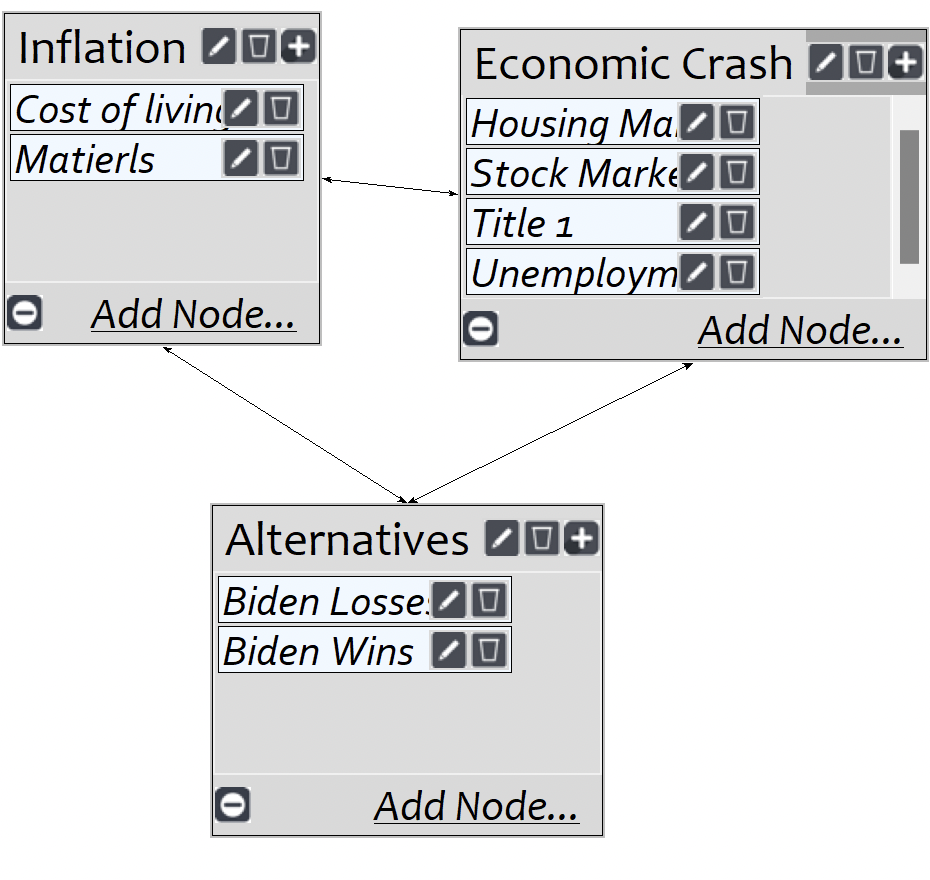 Inflation
Cost of living
Matierls
Add Node...
Economic Crash
Housing Ma
Stock Marke
Title 1
Unemploym
Add Node...
Alternatives
Biden Losses
Biden Wins
Add Node...